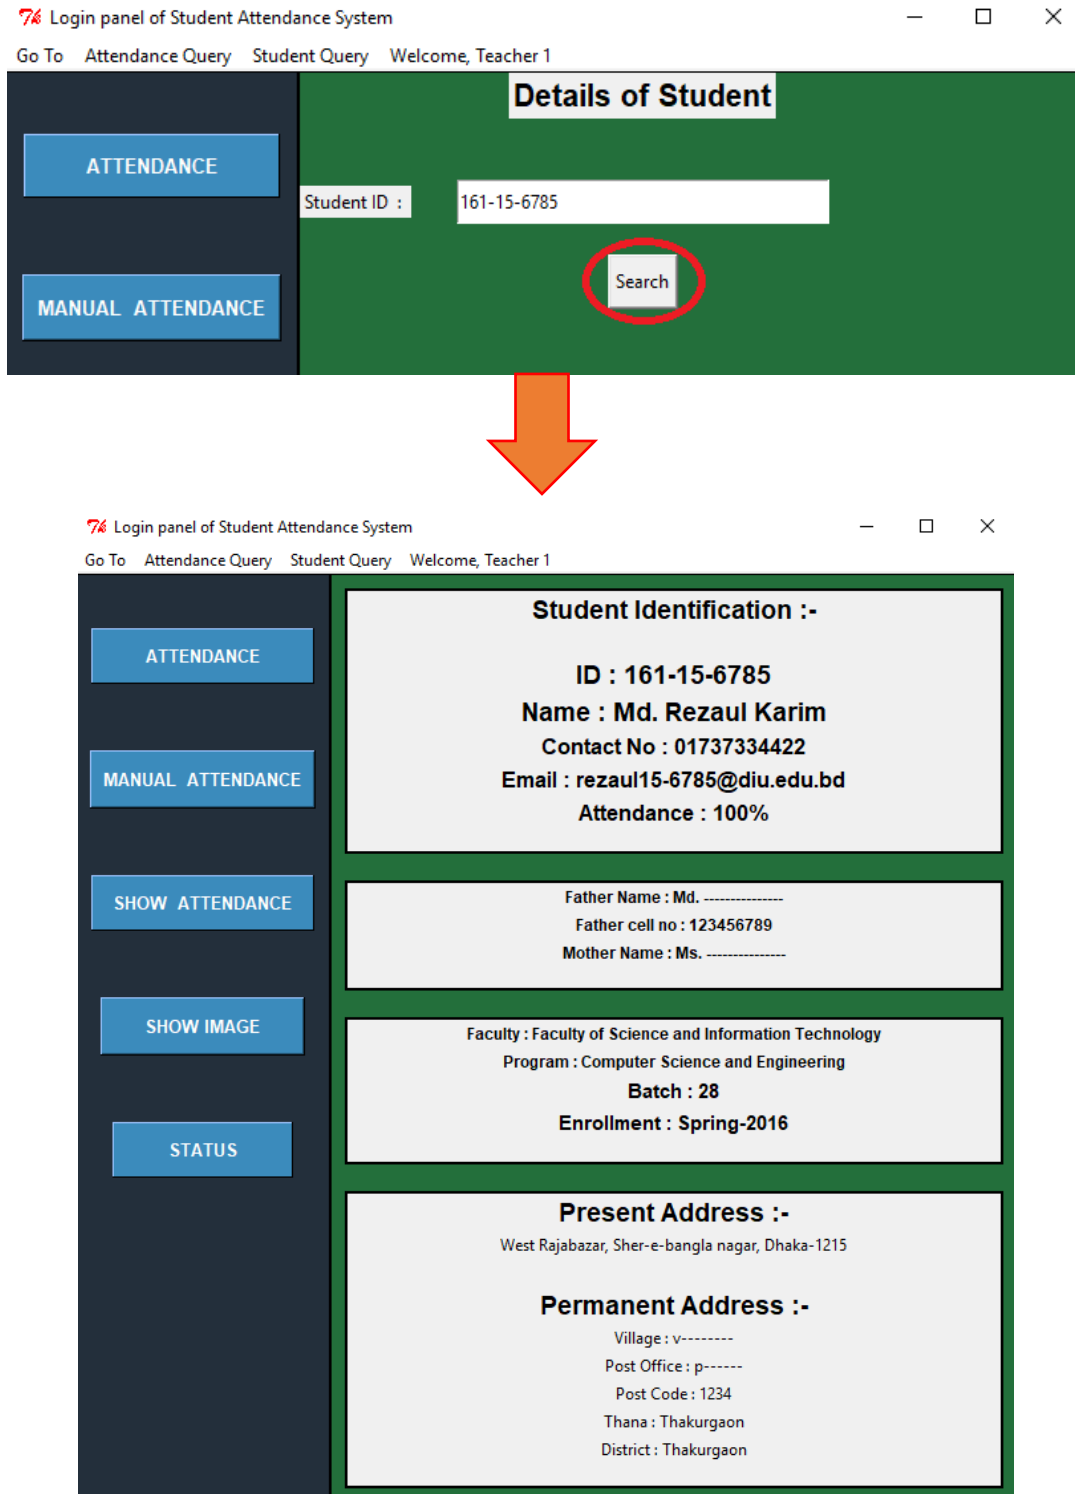 Login panel of Student Attendance System
Go To Attendance Query Student Query Welcome, Teacher 1
Details of Student
ATTENDANCE
Student ID :
161-15-6785
Search
MANUAL ATTENDANCE
Login panel of Student Attendance System
Go To Attendance Query Student Query Welcome, Teacher 1
ATTENDANCE
MANUAL ATTENDANCE
SHOW ATTENDANCE
SHOW IMAGE
STATUS
Student Identification :-
ID : 161-15-6785
Name : Md. Rezaul Karim
Contact No : 01737334422
Email : rezaul15-6785@diu.edu.bd
Attendance : 100%
Father Name : Md. ---------------
Father cell no : 123456789
Mother Name : Ms. ---------------
Faculty : Faculty of Science and Information Technology
Program : Computer Science and Engineering
Batch : 28
Enrollment : Spring-2016
Present Address :-
West Rajabazar, Sher-e-bangla nagar, Dhaka-1215
Permanent Address :-
Village : v--------
Post Office : p------
Post Code : 1234
Thana : Thakurgaon
District : Thakurgaon